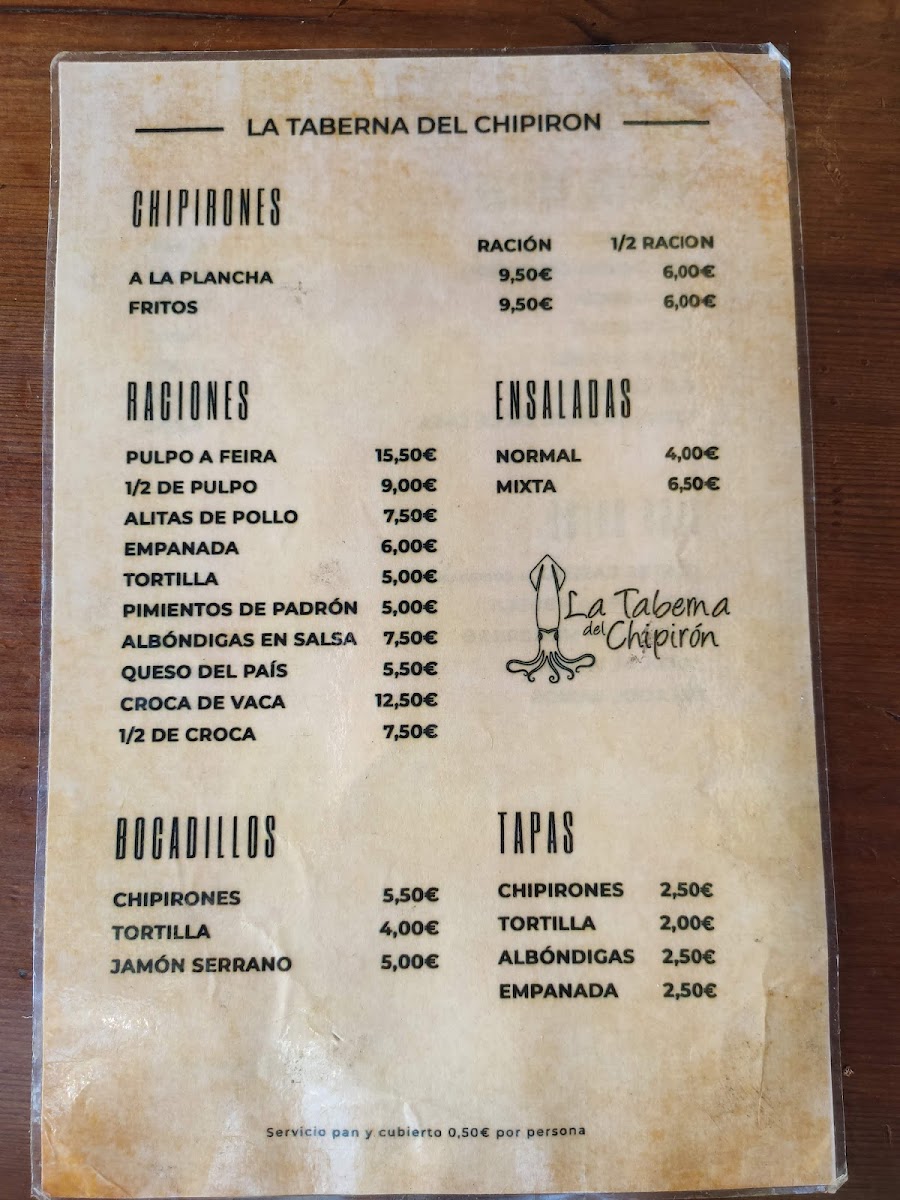 LA TABERNA DEL CHIPIRON
CHIPIRONES
RACIÓN 1/2 RACION
A LA PLANCHA 9,50€ 6,00€
FRITOS 9,50€ 6,00€
RACIONES
PULPO A FEIRA 15,50€
1/2 DE PULPO 9,00€
ALITAS DE POLLO 7,50€
EMPANADA 6,00€
TORTILLA 5,00€
PIMIENTOS DE PADRÓN 5,00€
ALBÓNDIGAS EN SALSA 7,50€
QUESO DEL PAÍS 5,50€
CROCA DE VACA 12,50€
1/2 DE CROCA 7,50€
ENSALADAS
NORMAL 4,00€
MIXTA 6,50€
La Taberna
del Chipirón
BOCADILLOS
CHIPIRONES 5,50€
TORTILLA 4,00€
JAMÓN SERRANO 5,00€
TAPAS
CHIPIRONES 2,50€
TORTILLA 2,00€
ALBÓNDIGAS 2,50€
EMPANADA 2,50€
Servicio pan y cubierto 0,50€ por persona